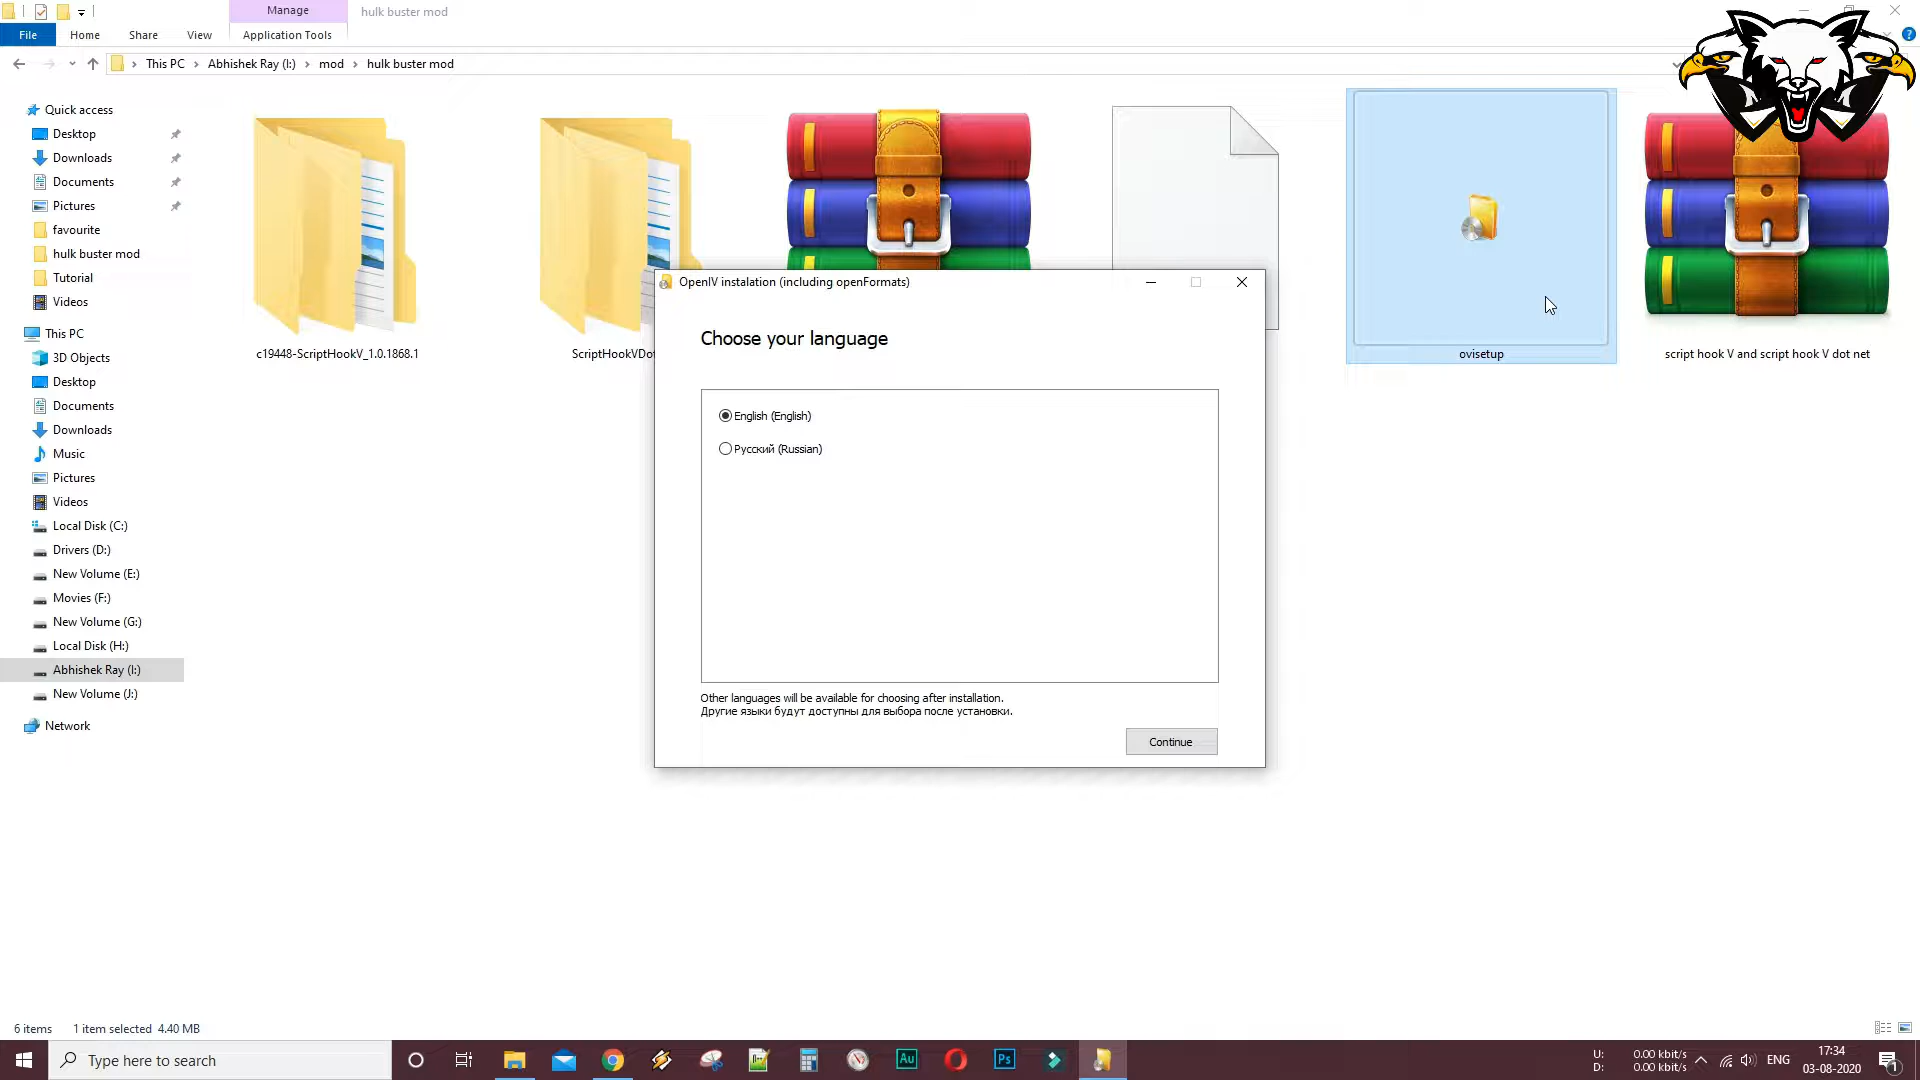 Manage
hulk buster mod
File
Home
Share
View
Application Tools
This PC
Abhishek Ray (I:)
mod
hulk buster mod
Quick access
Desktop
Downloads
Documents
Pictures
favourite
hulk buster mod
Tutorial
Videos
This PC
3D Objects
Desktop
Documents
Downloads
Music
Pictures
Videos
Local Disk (C:)
Drivers (D:)
New Volume (E:)
Movies (F:)
New Volume (G:)
Local Disk (H:)
Abhishek Ray (I:)
New Volume (J:)
Network
c19448-ScriptHookV_1.0.1868.1
ScriptHookVDot
ovisetup
script hook V and script hook V dot net
OpenIV instalation (including openFormats)
Choose your language
English (English)
Русский (Russian)
Other languages will be available for choosing after installation.
Другие языки будут доступны для выбора после установки.
Continue
6 items
1 item selected 4.40 MB
Type here to search
Au
Ps
U: 0.00 kbit/s
D: 0.00 kbit/s
ENG
17:34
03-08-2020
1